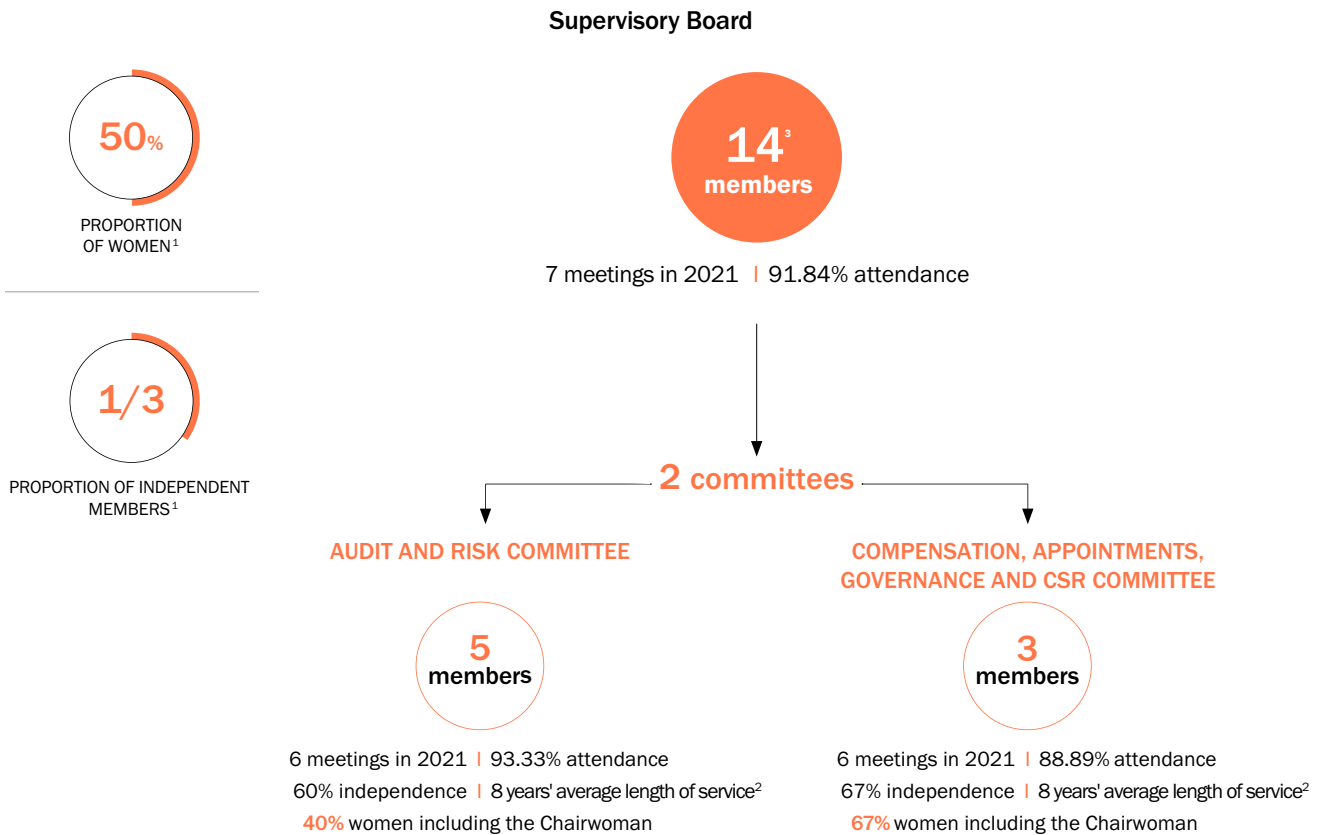 Supervisory Board
50%
PROPORTION
OF WOMEN¹
1/3
PROPORTION OF INDEPENDENT
MEMBERS¹
14³
members
7 meetings in 2021 | 91.84% attendance
2 committees
AUDIT AND RISK COMMITTEE
5
members
6 meetings in 2021 | 93.33% attendance
60% independence | 8 years' average length of service²
40% women including the Chairwoman
COMPENSATION, APPOINTMENTS,
GOVERNANCE AND CSR COMMITTEE
3
members
6 meetings in 2021 | 88.89% attendance
67% independence | 8 years' average length of service²
67% women including the Chairwoman